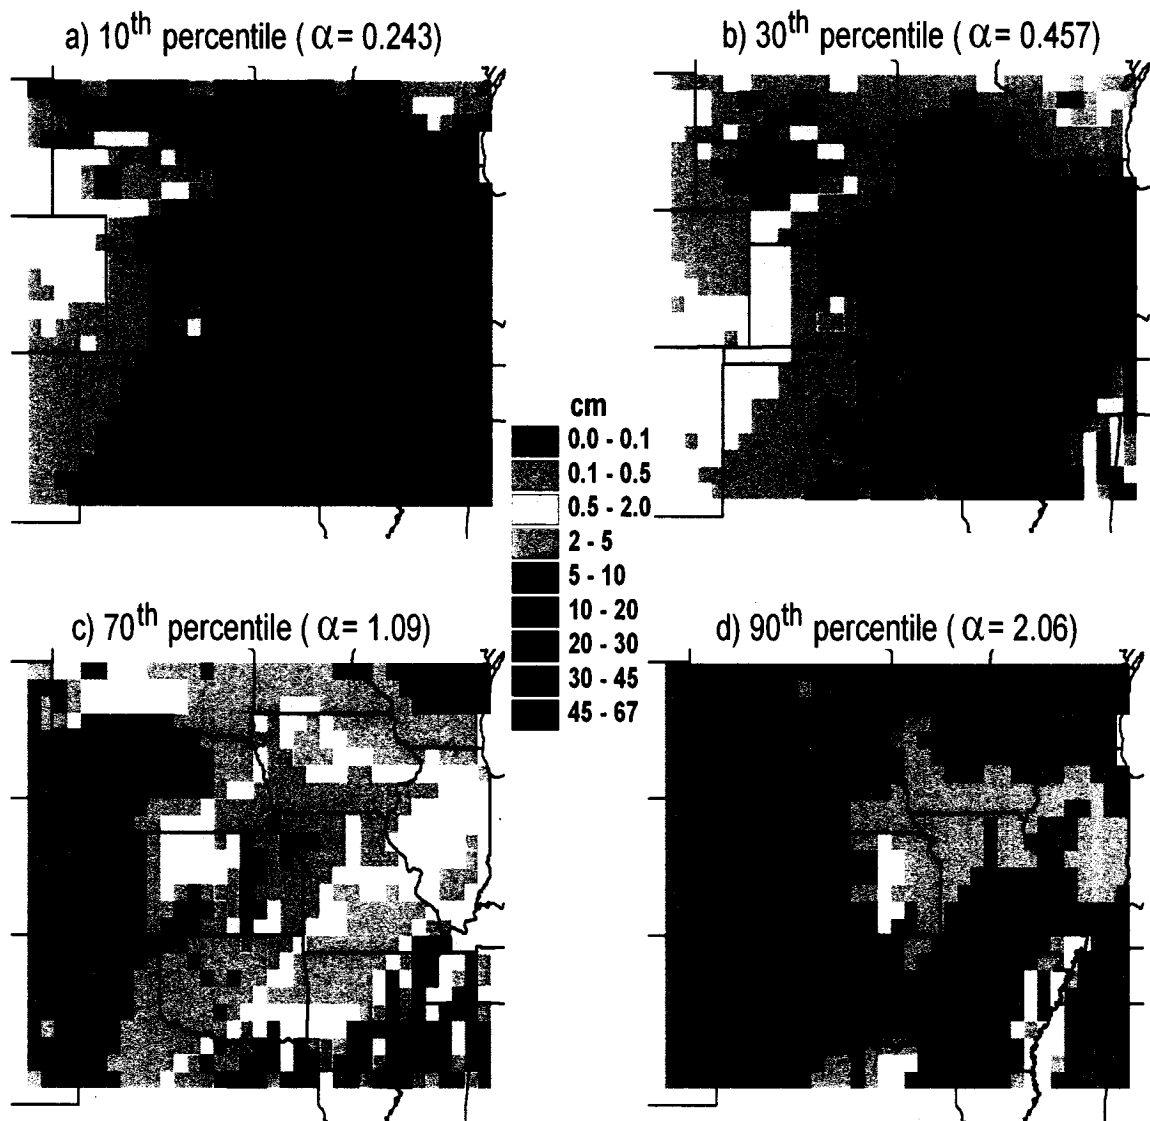 a) 10th percentile ( α= 0.243)
b) 30th percentile ( α= 0.457)
cm
0.0 - 0.1
0.1 - 0.5
0.5 - 2.0
2 - 5
5 - 10
10 - 20
20 - 30
30 - 45
45 - 67
c) 70th percentile ( α= 1.09)
d) 90th percentile ( α= 2.06)